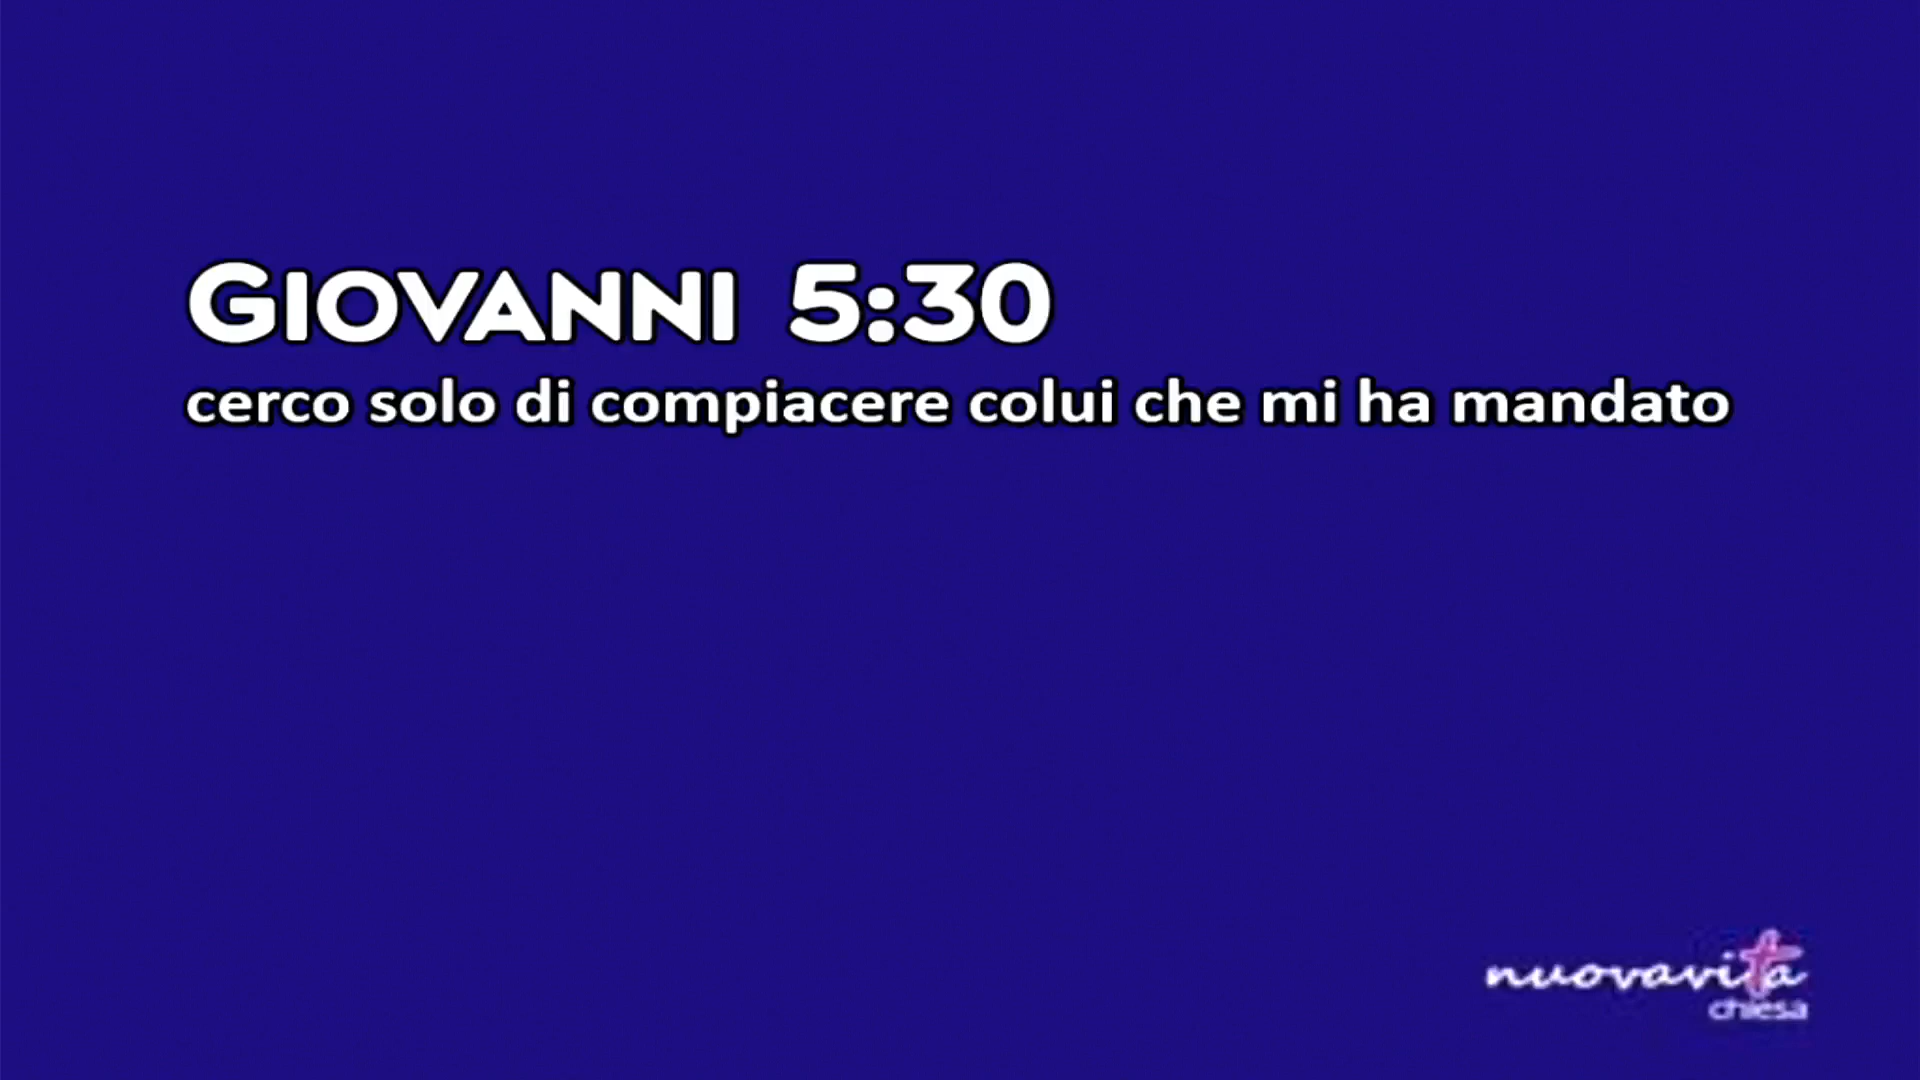 GIOVANNI 5:30
cerco solo di compiacere colui che mi ha mandato
nuovavita
chiesa